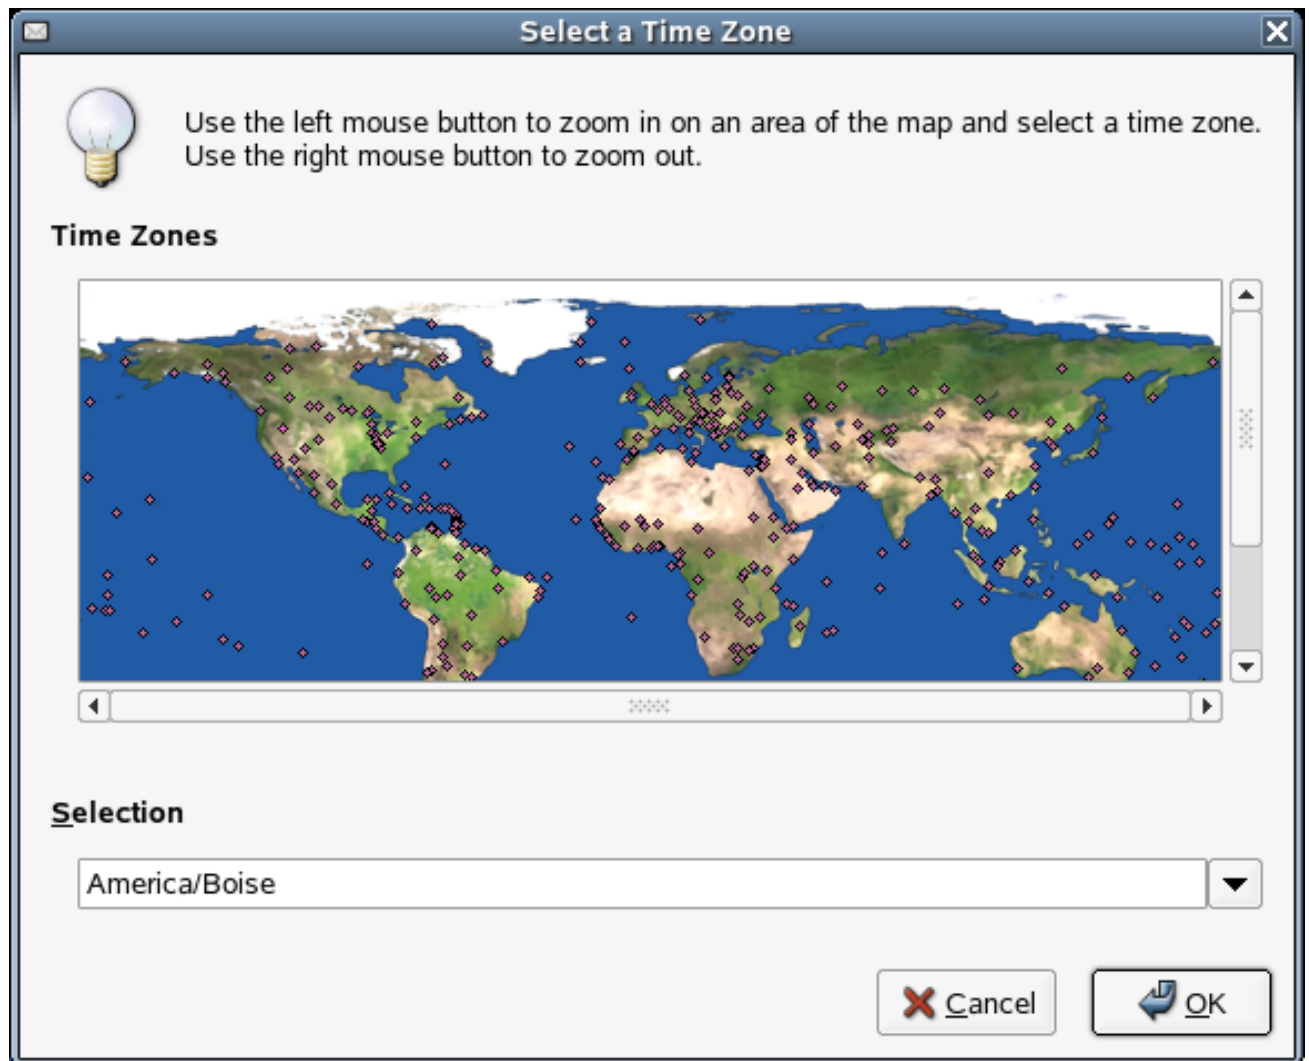 Select a Time Zone
Use the left mouse button to zoom in on an area of the map and select a time zone.
Use the right mouse button to zoom out.
Time Zones
Selection
America/Boise
Cancel
OK